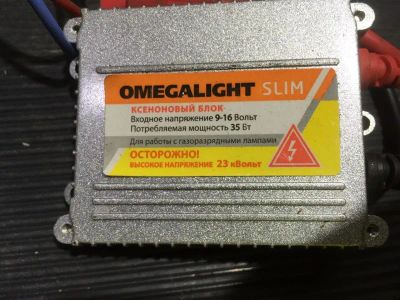 OMEGALIGHT SLIM
КСЕНОНОВЫЙ БЛОК
Входное напряжение 9-16 Вольт
Потребляемая мощность 35 Вт
Для работы с газоразрядными лампами
ОСТОРОЖНО!
ВЫСОКОЕ НАПРЯЖЕНИЕ 23 кВольт